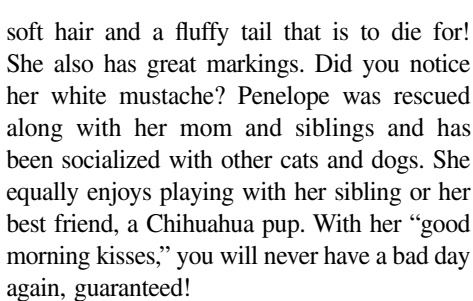 soft hair and a fluffy tail that is to die for!
She also has great markings. Did you notice
her white mustache? Penelope was rescued
along with her mom and siblings and has
been socialized with other cats and dogs. She
equally enjoys playing with her sibling or her
best friend, a Chihuahua pup. With her “good
morning kisses,” you will never have a bad day
again, guaranteed!